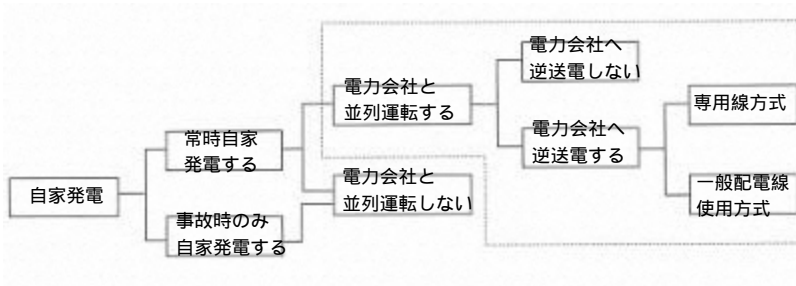 自家発電
常時自家
発電する
事故時のみ
自家発電する
電力会社と
並列運転する
電力会社と
並列運転しない
電力会社へ
逆送電しない
電力会社へ
逆送電する
専用線方式
一般配電線
使用方式